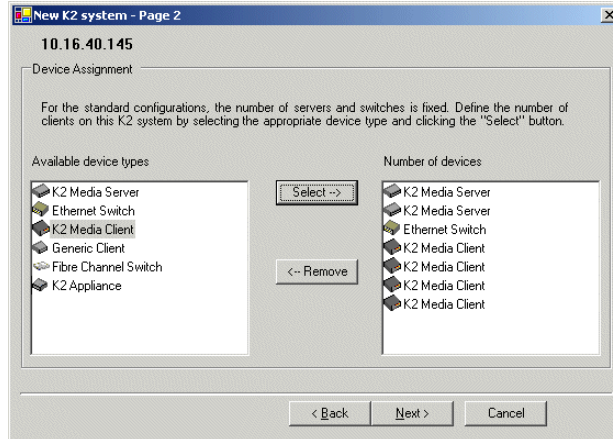 New K2 system - Page 2
10.16.40.145
Device Assignment
For the standard configurations, the number of servers and switches is fixed. Define the number of
clients on this K2 system by selecting the appropriate device type and clicking the "Select" button.
Available device types
Number of devices
K2 Media Server
Ethernet Switch
K2 Media Client
Generic Client
Fibre Channel Switch
K2 Appliance
Select -->
<-- Remove
K2 Media Server
K2 Media Server
Ethernet Switch
K2 Media Client
K2 Media Client
K2 Media Client
K2 Media Client
< Back
Next >
Cancel